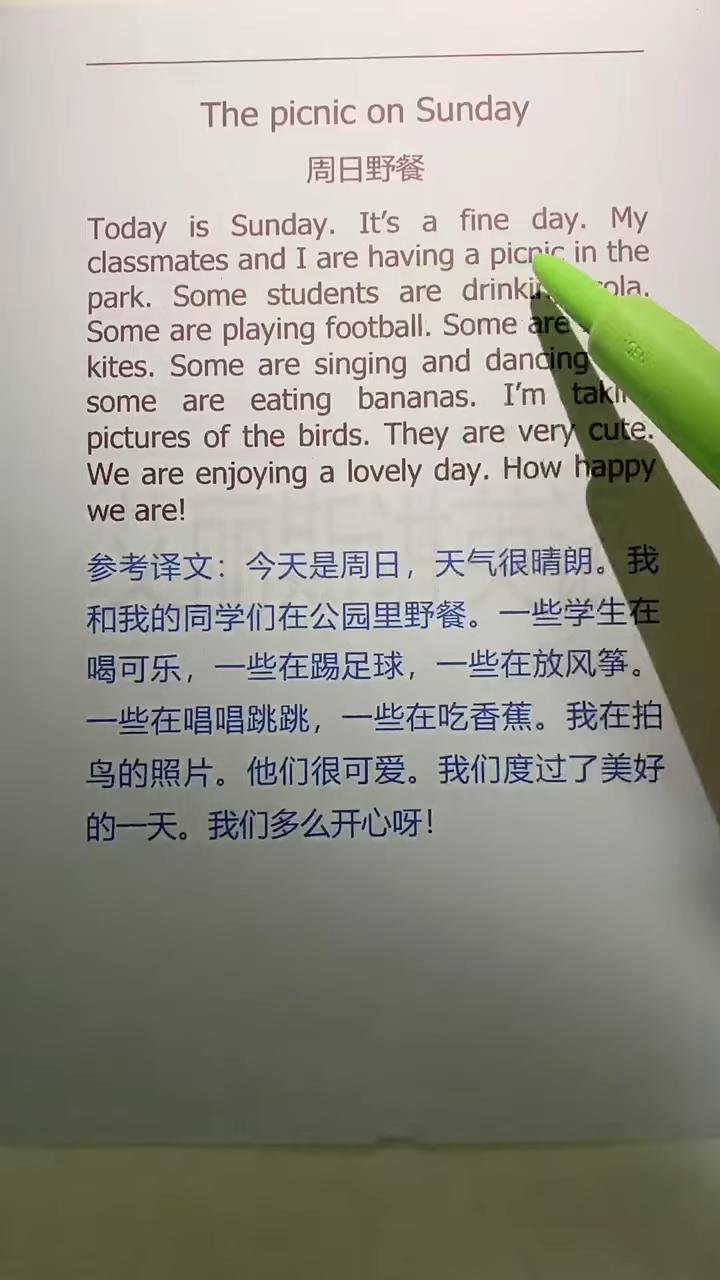 The picnic on Sunday
周日野餐
Today is Sunday. It's a fine day. My
classmates and I are having a picnic in the
park. Some students are
Some are playing football. Some are
kites. Some are singing and dancing
some are eating bananas. I'm
pictures of the birds. They are very cute.
We are enjoying a lovely day. How happy
we are!
参考译文：今天是周日，天气很晴朗。我
和我的同学们在公园里野餐。一些学生在
喝可乐，一些在踢足球，一些在放风筝。
一些在唱唱跳跳，一些在吃香蕉。我在拍
鸟的照片。他们很可爱。我们度过了美好
的一天。我们多么开心呀！